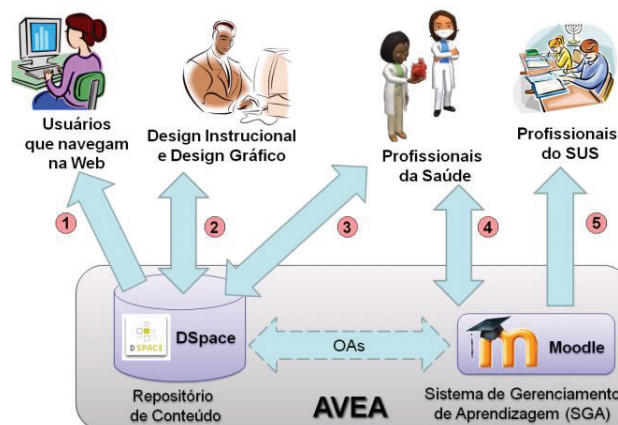 Usuários
que navegam
na Web
Design Instrucional
e Design Gráfico
Profissionais
da Saúde
Profissionais
do SUS
1
2
3
4
5
DSPACE
DSpace
OAs
m
Moodle
Repositório
de Conteúdo
AVEA
Sistema de Gerenciamento
de Aprendizagem (SGA)